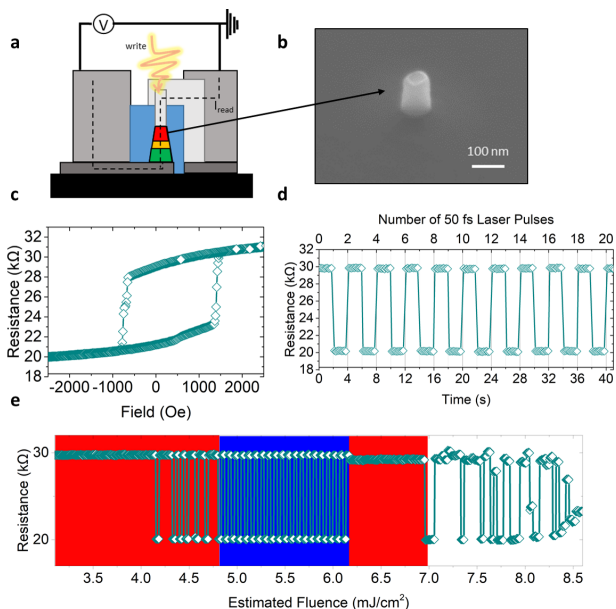 a
V
write
I read
b
100 nm
c
Resistance (kΩ)
32
30
28
26
24
22
20
18
-2000
-1000
0
1000
2000
Field (Oe)
d
Number of 50 fs Laser Pulses
0 2 4 6 8 10 12 14 16 18 20
Resistance (kΩ)
32
30
28
26
24
22
20
18
0 4 8 12 16 20 24 28 32 36 40
Time (s)
e
Resistance (kΩ)
30
20
3.5 4.0 4.5 5.0 5.5 6.0 6.5 7.0 7.5 8.0 8.5
Estimated Fluence (mJ/cm²)